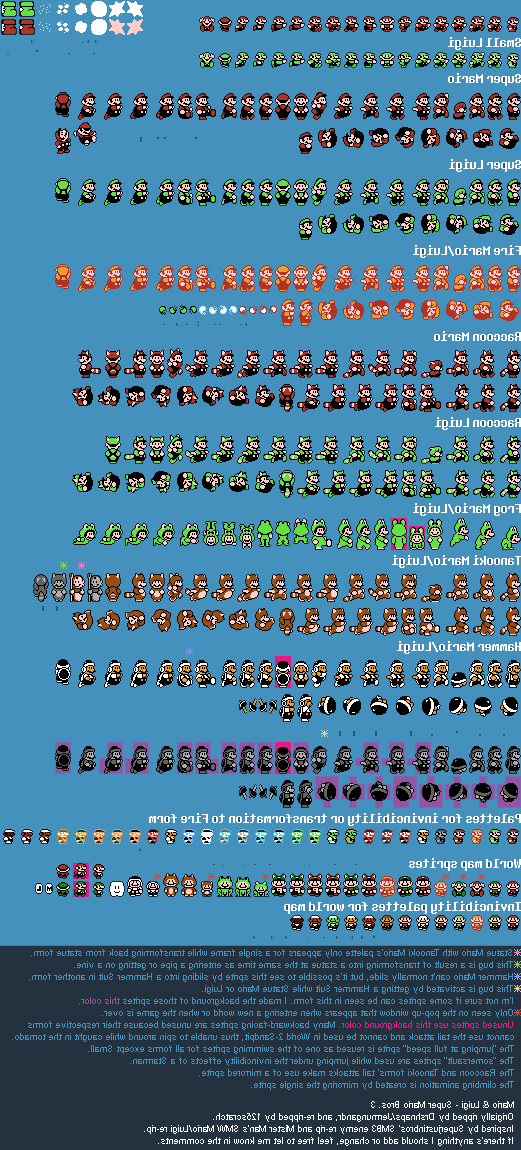 Small Luigi
Super Mario
Super Luigi
Fire Mario/Luigi
Raccoon Mario
Raccoon Luigi
Frog Mario/Luigi
Tanooki Mario/Luigi
Hammer Mario/Luigi
Palettes for invincibility or transformation to Fire form
World map sprites
M
Invincibility palettes for world map
Statue Mario with Tanooki Mario's palette only appears for a single frame while transforming back from statue form.
This bug is a result of transforming into a statue at the same time as entering a pipe or getting on a vine.
Hammer Mario can't normally slide, but it's possible to see this sprite by sliding into a Hammer Suit in another form.
This bug is activated by getting a Hammer Suit while Statue Mario or Luigi.
I'm not sure if some sprites can be seen in this form. I made the background of those sprites this color.
Only seen on the pop-up window that appears when entering a new world or when the game is over.
Unused sprites use this background color. Many backward-facing sprites are unused because their respective forms
cannot use the tail attack and cannot be used in World 2-Sandpit, thus unable to spin around while caught in the tornado.
The "jumping at full speed" sprite is reused as one of the swimming sprites for all forms except Small.
The "somersault" sprites are used while jumping under the invincibility effects of a Starman.
The Raccoon and Tanooki forms' tail attacks make use of a mirrored sprite.
The climbing animation is created by mirroring the single sprite.
Mario & Luigi - Super Mario Bros. 3
Originally ripped by Drshnaps/Jermungandr, and re-ripped by 125scratch.
Inspired by Superjustinbros' SMB3 enemy re-rip and Mister Man's SMW Mario/Luigi re-rip.
If there's anything I should add or change, feel free to let me know in the comments.